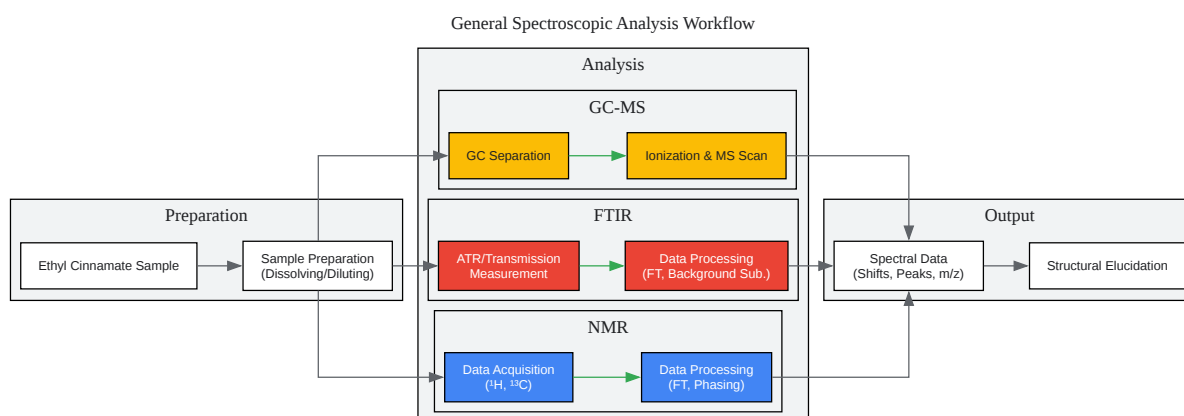 General Spectroscopic Analysis Workflow
Analysis
GC-MS
GC Separation
Ionization & MS Scan
Preparation
Ethyl Cinnamate Sample
Sample Preparation
(Dissolving/Diluting)
FTIR
ATR/Transmission
Measurement
Data Processing
(FT, Background Sub.)
Output
Spectral Data
(Shifts, Peaks, m/z)
Structural Elucidation
NMR
Data Acquisition
(¹H, ¹³C)
Data Processing
(FT, Phasing)